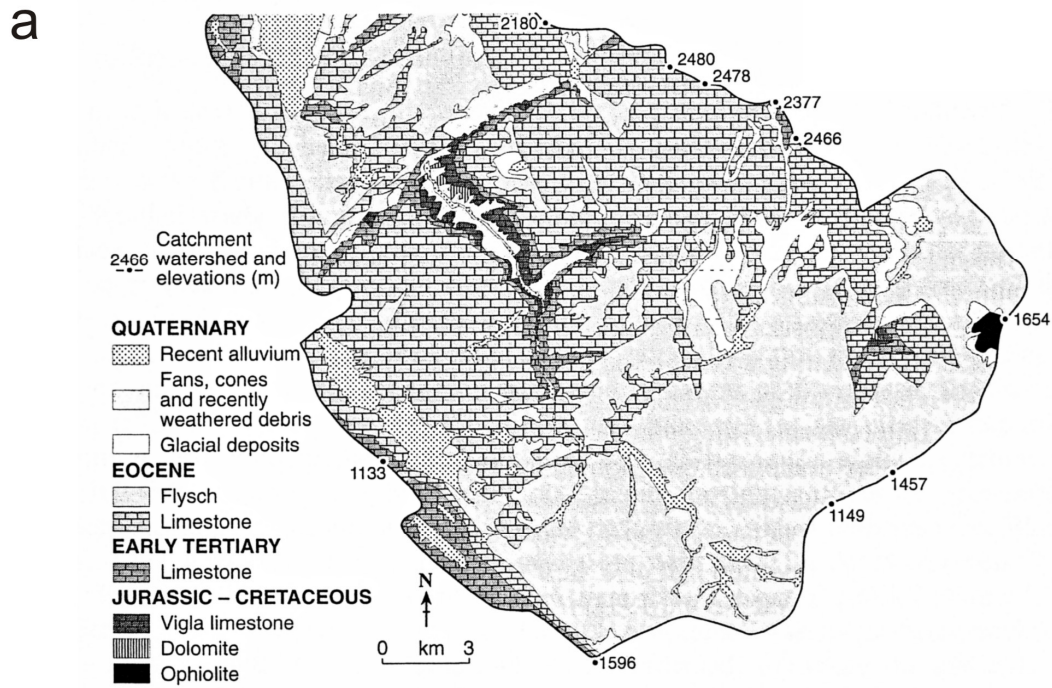 a
2180
2480
2478
2377
2466
2466 Catchment
watershed and
elevations (m)
1654
QUATERNARY
Recent alluvium
Fans, cones
and recently
weathered debris
Glacial deposits
1133
EOCENE
Flysch
Limestone
1457
1149
EARLY TERTIARY
Limestone
JURASSIC – CRETACEOUS
N
Vigla limestone
Dolomite
0 km 3
Ophiolite
1596